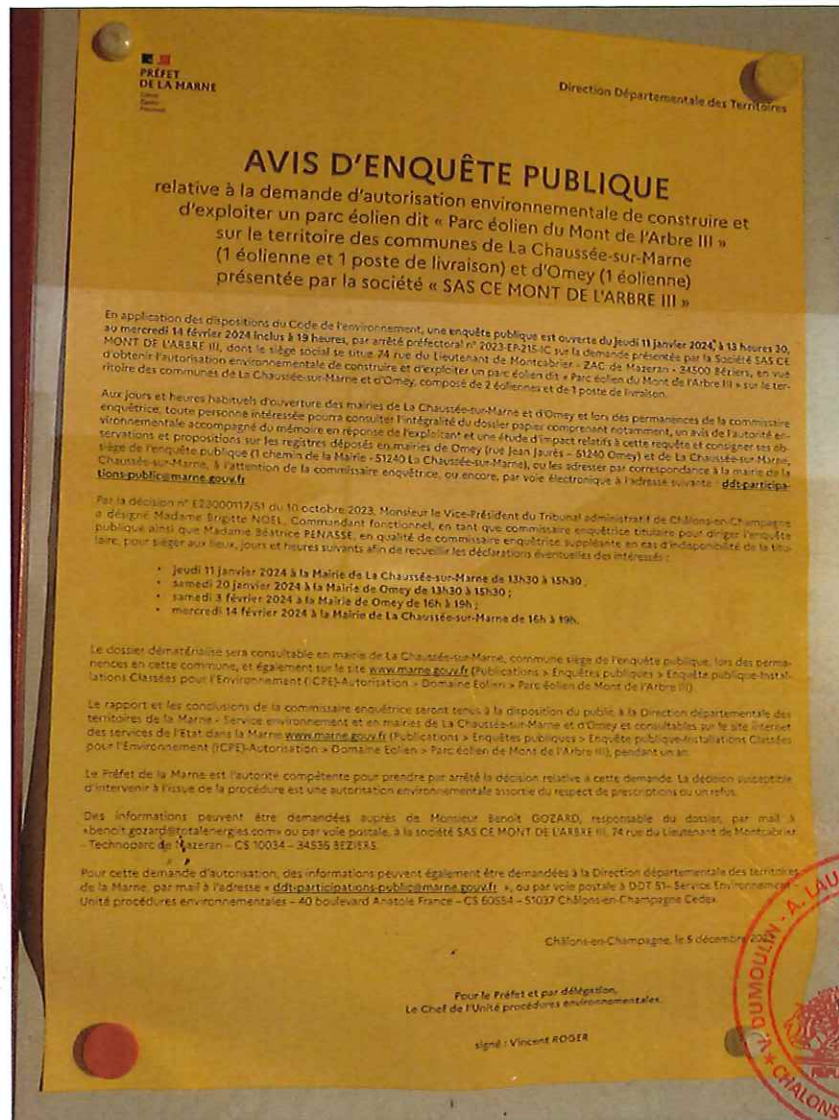 PRÉFET
DE LA MARNE
Direction Départementale des Territoires
AVIS D'ENQUÊTE PUBLIQUE
relative à la demande d'autorisation environnementale de construire et
d'exploiter un parc éolien dit « Parc éolien du Mont de l'Arbre III »
sur le territoire des communes de La Chaussée-sur-Marne
(1 éolienne et 1 poste de livraison) et d'Omey (1 éolienne)
présentée par la société « SAS CE MONT DE L'ARBRE III »
En application des dispositions du Code de l'environnement, une enquête publique est ouverte du jeudi 11 janvier 2024, à 13 heures 30,
au mercredi 14 février 2024 inclus à 19 heures, par arrêté préfectoral n° 2023-EP-215-IC sur la demande présentée par la Société SAS CE
MONT DE L'ARBRE III, dont le siège social se situe 74 rue du Lieutenant de Montcabrier - ZAC de Mazeran - 34500 Béziers, en vue
d'obtenir l'autorisation environnementale de construire et d'exploiter un parc éolien dit « Parc éolien du Mont de l'Arbre III » sur le ter-
ritoire des communes de La Chaussée-sur-Marne et d'Omey, composé de 2 éoliennes et de 1 poste de livraison.
Aux jours et heures habituels d'ouverture des mairies de La Chaussée-sur-Marne et d'Omey et lors des permanences de la commissaire
enquêtrice, toute personne intéressée pourra consulter l'intégralité du dossier papier comprenant notamment, un avis de l'autorité en-
vironnementale accompagné du mémoire en réponse de l'exploitant et une étude d'impact relatifs à cette requête et consigner ses ob-
servations et propositions sur les registres déposés en mairies de Omey (rue Jean Jaurès - 51240 Omey) et de La Chaussée-sur-Marne,
siège de l'enquête publique (1 chemin de la Mairie - 51240 La Chaussée-sur-Marne), ou les adresser par correspondance à la mairie de la
Chaussée-sur-Marne, à l'attention de la commissaire enquêtrice, ou encore, par voie électronique à l'adresse suivante : ddt-participa-
tions-public@marne.gouv.fr
Par la décision n° E23000117/51 du 10 octobre 2023, Monsieur le Vice-Président du Tribunal administratif de Châlons-en-Champagne
a désigné Madame Brigitte NOEL, Commandant fonctionnel, en tant que commissaire enquêtrice titulaire pour diriger l'enquête
publique ainsi que Madame Béatrice PENASSE, en qualité de commissaire enquêtrice suppléante en cas d'indisponibilité de la titu-
laire, pour siéger aux lieux, jours et heures suivants afin de recueillir les déclarations éventuelles des intéressés :
• jeudi 11 janvier 2024 à la Mairie de La Chaussée-sur-Marne de 13h30 à 15h30 ;
• samedi 20 janvier 2024 à la Mairie de Omey de 13h30 à 15h30 ;
• samedi 3 février 2024 à la Mairie de Omey de 16h à 19h ;
• mercredi 14 février 2024 à la Mairie de La Chaussée-sur-Marne de 16h à 19h.
Le dossier dématérialisé sera consultable en mairie de La Chaussée-sur-Marne, commune siège de l'enquête publique, lors des perma-
nences en cette commune, et également sur le site www.marne.gouv.fr (Publications > Enquêtes publiques > Enquête publique-Instal-
lations Classées pour l'Environnement (ICPE)-Autorisation > Domaine Eolien > Parc éolien de Mont de l'Arbre III).
Le rapport et les conclusions de la commissaire enquêtrice seront tenus à la disposition du public à la Direction départementale des
territoires de la Marne - Service environnement et en mairies de La Chaussée-sur-Marne et d'Omey et consultables sur le site internet
des services de l'Etat dans la Marne www.marne.gouv.fr (Publications > Enquêtes publiques > Enquête publique-Installations Classées
pour l'Environnement (ICPE)-Autorisation > Domaine Eolien > Parc éolien de Mont de l'Arbre III), pendant un an.
Le Préfet de la Marne est l'autorité compétente pour prendre par arrêté la décision relative à cette demande. La décision susceptible
d'intervenir à l'issue de la procédure est une autorisation environnementale assortie du respect de prescriptions ou un refus.
Des informations peuvent être demandées auprès de Monsieur Benoit GOZARD, responsable du dossier, par mail à
«benoit.gozard@totalenergies.com» ou par voie postale, à la société SAS CE MONT DE L'ARBRE III, 74 rue du Lieutenant de Montcabrier
- Technoparc de Mazeran - CS 10034 - 34535 BEZIERS.
Pour cette demande d'autorisation, des informations peuvent également être demandées à la Direction départementale des territoires
de la Marne, par mail à l'adresse « ddt-participations-public@marne.gouv.fr », ou par voie postale à DDT 51- Service Environnement
Unité procédures environnementales - 40 boulevard Anatole France - CS 60554 - 51037 Châlons-en-Champagne Cedex.
Châlons-en-Champagne, le 5 décembre
Pour le Préfet et par délégation,
Le Chef de l'Unité procédures environnementales
signé : Vincent ROGER
V. DUMOULIN - A. LAU
CHALONS